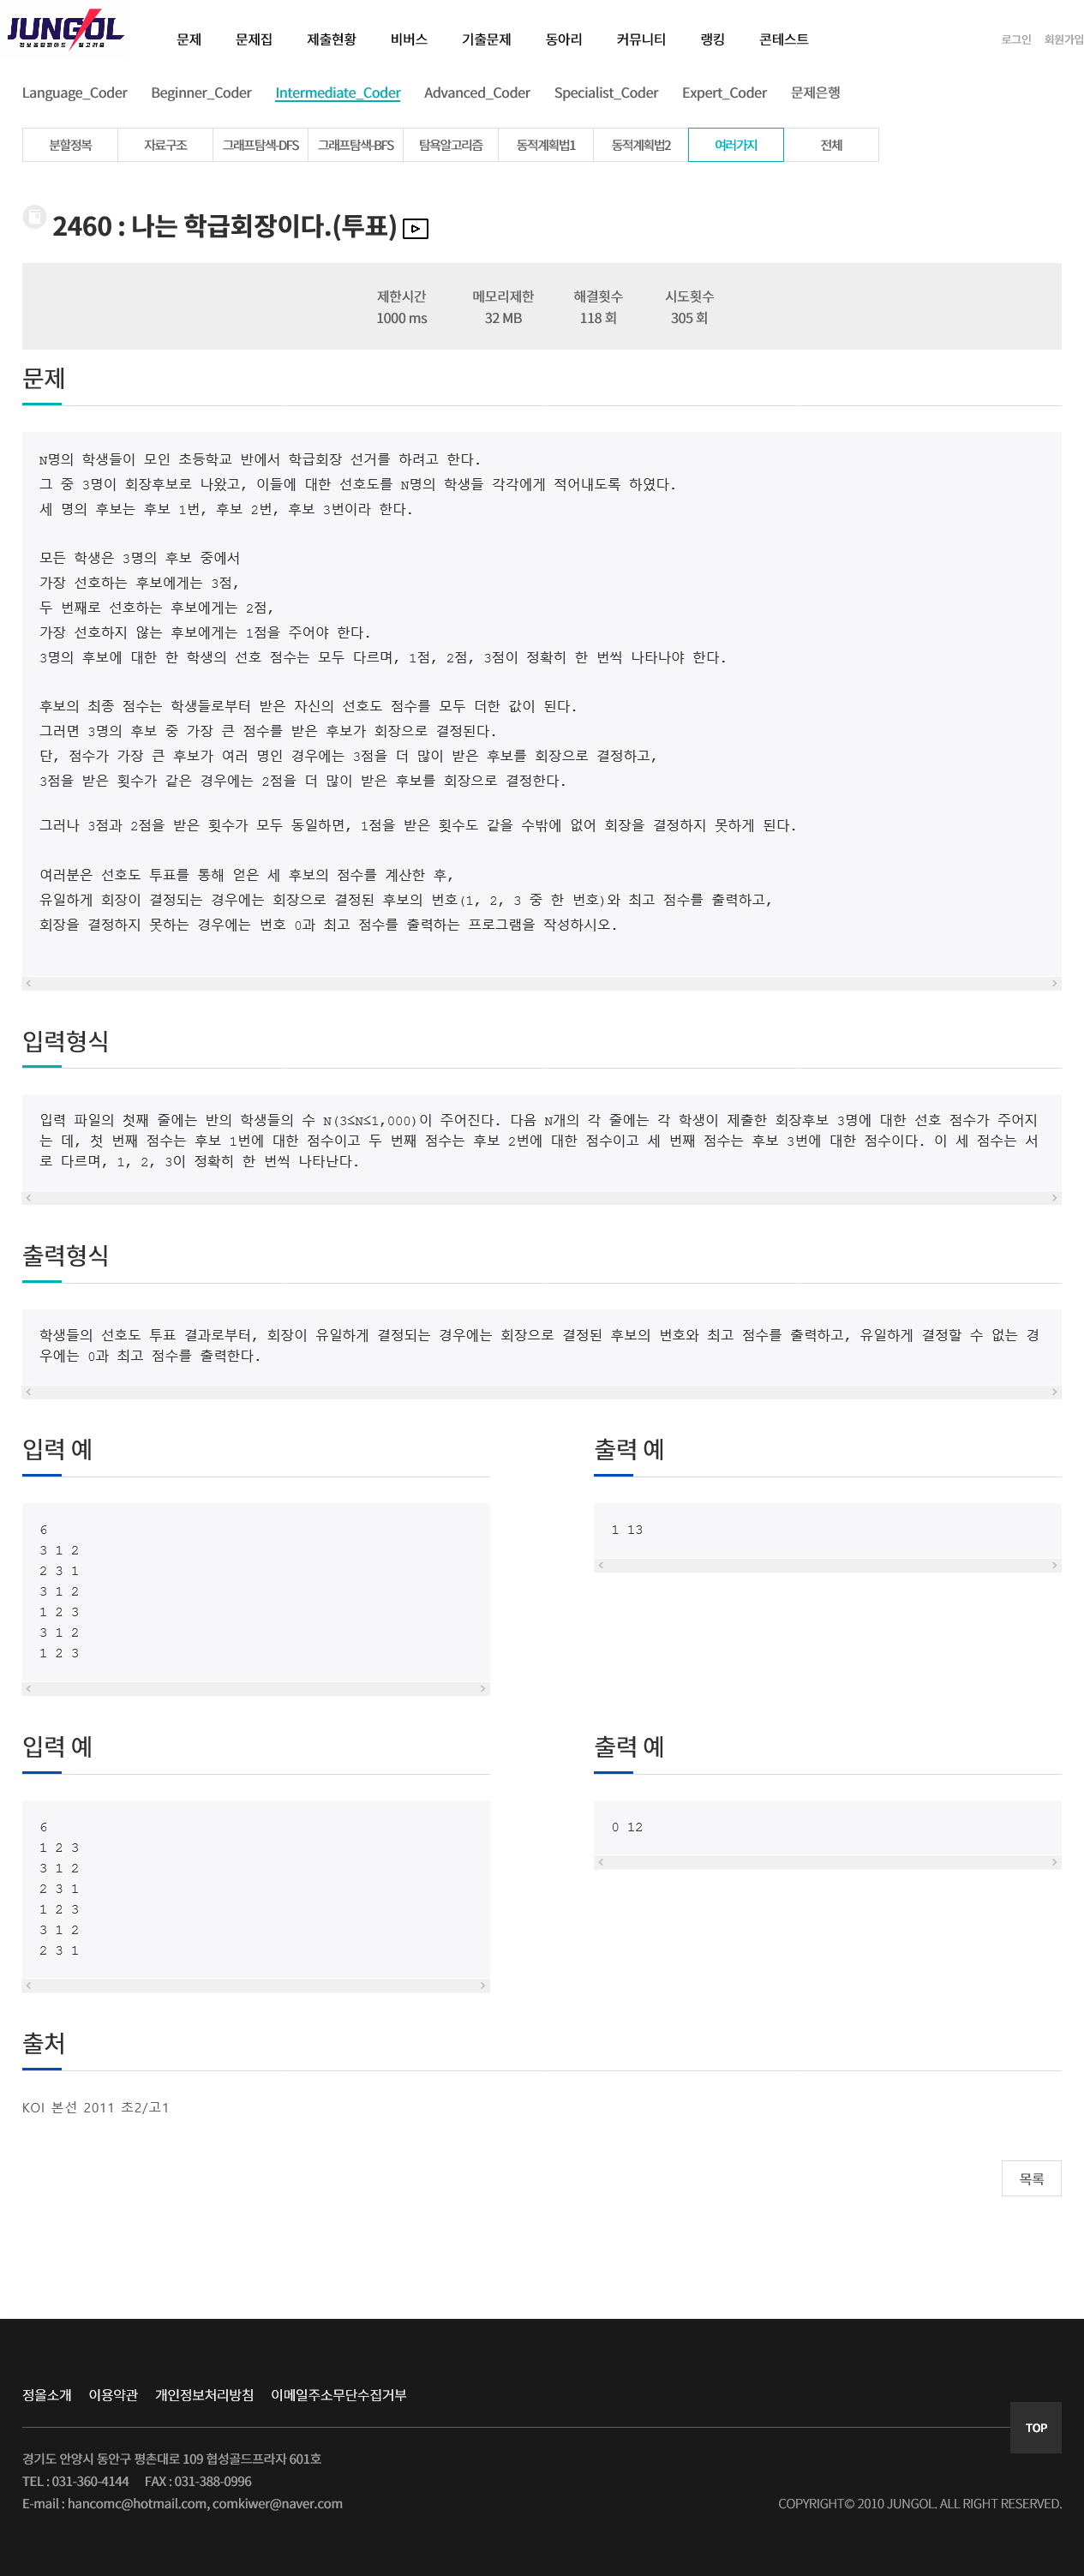 JUNGOL
정보올림피아드 알고리즘
문제 문제집 제출현황 비버스 기출문제 동아리 커뮤니티 랭킹 콘테스트 로그인 회원가입
Language_Coder Beginner_Coder Intermediate_Coder Advanced_Coder Specialist_Coder Expert_Coder 문제은행
분할정복 자료구조 그래프탐색-DFS 그래프탐색-BFS 탐욕알고리즘 동적계획법1 동적계획법2 여러가지 전체
2460 : 나는 학급회장이다.(투표)
제한시간 메모리제한 해결횟수 시도횟수
1000 ms 32 MB 118 회 305 회
문제
N명의 학생들이 모인 초등학교 반에서 학급회장 선거를 하려고 한다.
그 중 3명이 회장후보로 나왔고, 이들에 대한 선호도를 N명의 학생들 각각에게 적어내도록 하였다.
세 명의 후보는 후보 1번, 후보 2번, 후보 3번이라 한다.
모든 학생은 3명의 후보 중에서
가장 선호하는 후보에게는 3점,
두 번째로 선호하는 후보에게는 2점,
가장 선호하지 않는 후보에게는 1점을 주어야 한다.
3명의 후보에 대한 한 학생의 선호 점수는 모두 다르며, 1점, 2점, 3점이 정확히 한 번씩 나타나야 한다.
후보의 최종 점수는 학생들로부터 받은 자신의 선호도 점수를 모두 더한 값이 된다.
그러면 3명의 후보 중 가장 큰 점수를 받은 후보가 회장으로 결정된다.
단, 점수가 가장 큰 후보가 여러 명인 경우에는 3점을 더 많이 받은 후보를 회장으로 결정하고,
3점을 받은 횟수가 같은 경우에는 2점을 더 많이 받은 후보를 회장으로 결정한다.
그러나 3점과 2점을 받은 횟수가 모두 동일하면, 1점을 받은 횟수도 같을 수밖에 없어 회장을 결정하지 못하게 된다.
여러분은 선호도 투표를 통해 얻은 세 후보의 점수를 계산한 후,
유일하게 회장이 결정되는 경우에는 회장으로 결정된 후보의 번호(1, 2, 3 중 한 번호)와 최고 점수를 출력하고,
회장을 결정하지 못하는 경우에는 번호 0과 최고 점수를 출력하는 프로그램을 작성하시오.
입력형식
입력 파일의 첫째 줄에는 반의 학생들의 수 N(3≤N≤1,000)이 주어진다. 다음 N개의 각 줄에는 각 학생이 제출한 회장후보 3명에 대한 선호 점수가 주어지
는 데, 첫 번째 점수는 후보 1번에 대한 점수이고 두 번째 점수는 후보 2번에 대한 점수이고 세 번째 점수는 후보 3번에 대한 점수이다. 이 세 점수는 서
로 다르며, 1, 2, 3이 정확히 한 번씩 나타난다.
출력형식
학생들의 선호도 투표 결과로부터, 회장이 유일하게 결정되는 경우에는 회장으로 결정된 후보의 번호와 최고 점수를 출력하고, 유일하게 결정할 수 없는 경
우에는 0과 최고 점수를 출력한다.
입력 예
6
3 1 2
2 3 1
3 1 2
1 2 3
3 1 2
1 2 3
출력 예
1 13
입력 예
6
1 2 3
3 1 2
2 3 1
1 2 3
3 1 2
2 3 1
출력 예
0 12
출처
KOI 본선 2011 초2/고1
목록
정올소개 이용약관 개인정보처리방침 이메일주소무단수집거부
TOP
경기도 안양시 동안구 평촌대로 109 협성골드프라자 601호
TEL : 031-360-4144 FAX : 031-388-0996
E-mail : hancomc@hotmail.com, comkiwer@naver.com
COPYRIGHT© 2010 JUNGOL. ALL RIGHT RESERVED.